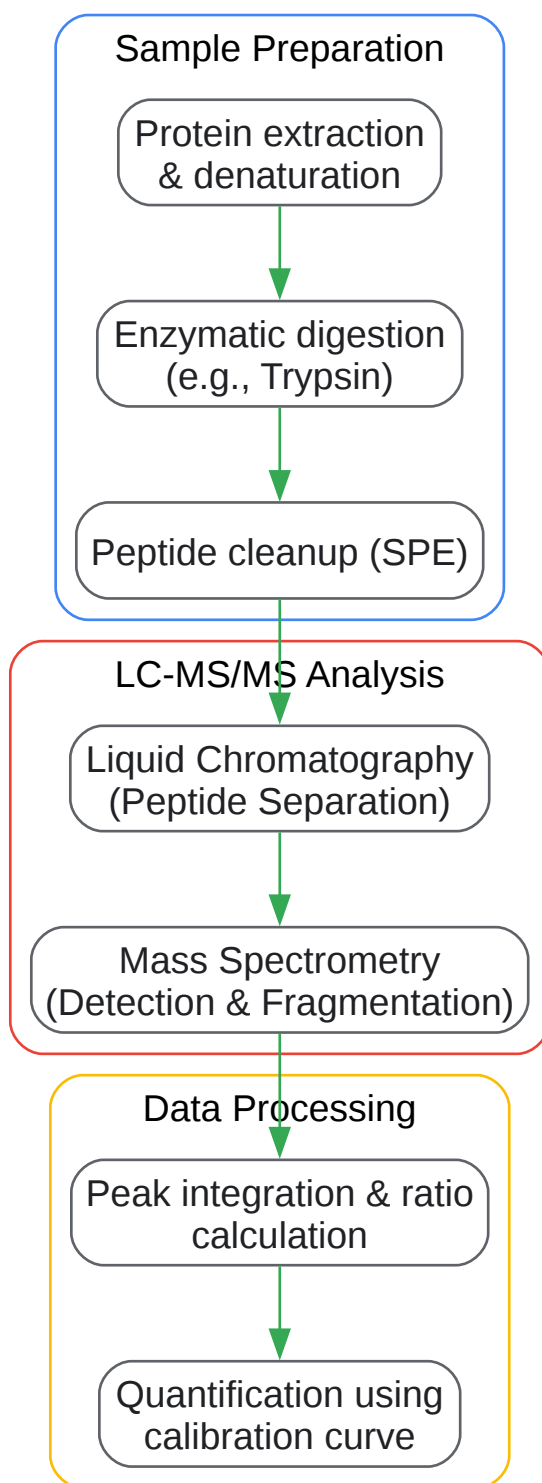 Sample Preparation
Protein extraction
& denaturation
Enzymatic digestion
(e.g., Trypsin)
Peptide cleanup (SPE)
LC-MS/MS Analysis
Liquid Chromatography
(Peptide Separation)
Mass Spectrometry
(Detection & Fragmentation)
Data Processing
Peak integration & ratio
calculation
Quantification using
calibration curve